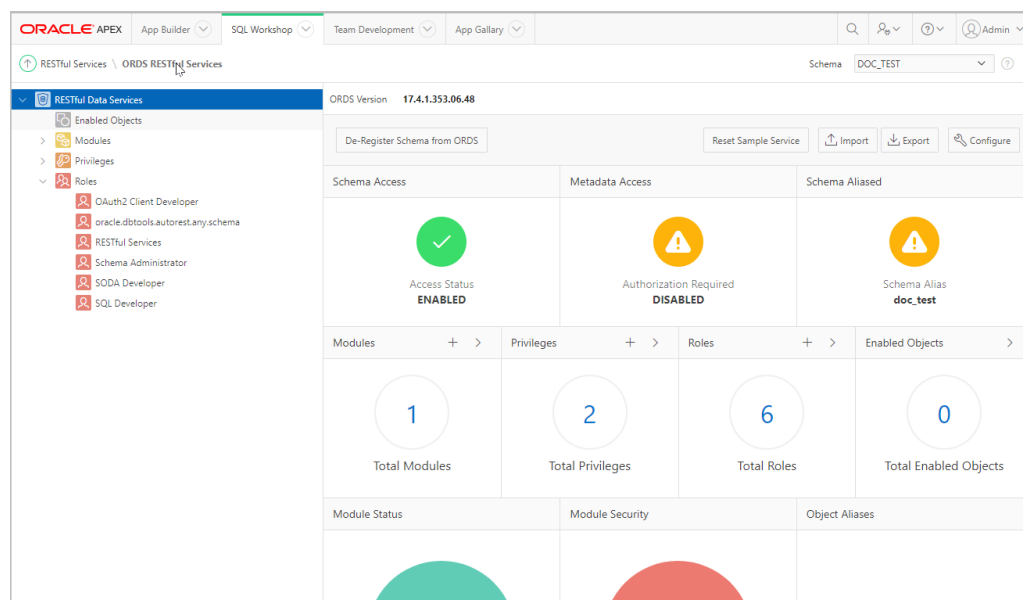 ORACLE APEX App Builder SQL Workshop Team Development App Gallary Admin
RESTful Services \ ORDS RESTful Services Schema DOC_TEST
RESTful Data Services
Enabled Objects
Modules
Privileges
Roles
OAuth2 Client Developer
oracle.dbtools.autorest.any.schema
RESTful Services
Schema Administrator
SODA Developer
SQL Developer
ORDS Version 17.4.1.353.06.48
De-Register Schema from ORDS Reset Sample Service Import Export Configure
Schema Access Metadata Access Schema Aliased
Access Status Authorization Required Schema Alias
ENABLED DISABLED doc_test
Modules Privileges Roles Enabled Objects
1 2 6 0
Total Modules Total Privileges Total Roles Total Enabled Objects
Module Status Module Security Object Aliases